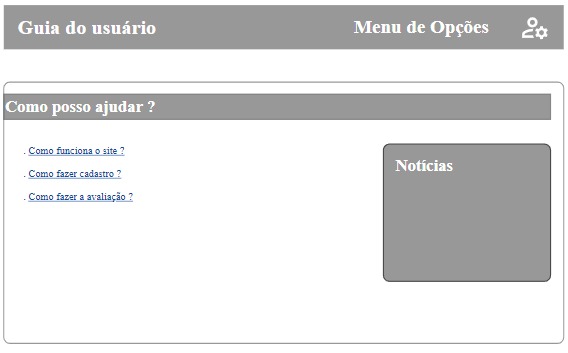 Guia do usuário
Menu de Opções
Como posso ajudar ?
. Como funciona o site ?
. Como fazer cadastro ?
. Como fazer a avaliação ?
Notícias